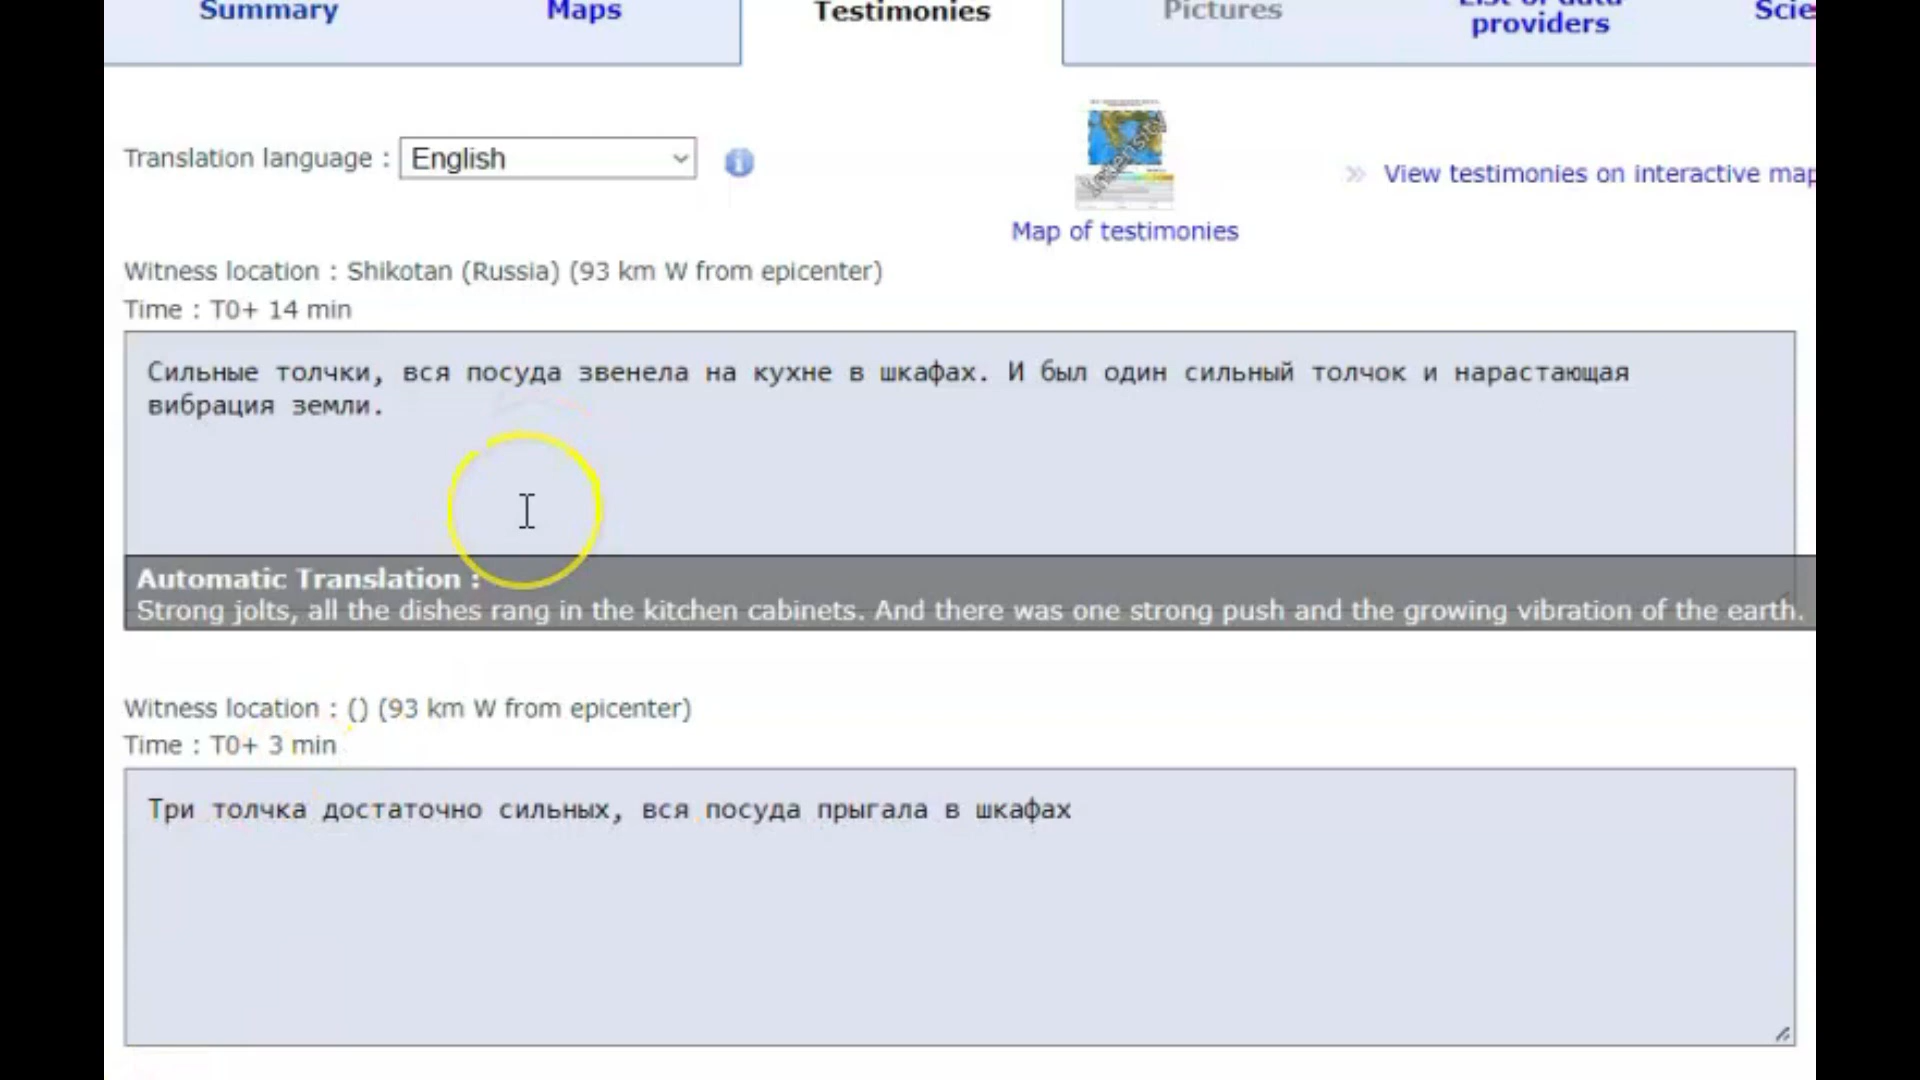 Summary
Maps
Testimonies
Pictures
List of data
providers
Translation language :
English
View testimonies on interactive map
Intensity
Map of testimonies
Witness location : Shikotan (Russia) (93 km W from epicenter)
Time : T0+ 14 min
Сильные толчки, вся посуда звенела на кухне в шкафах. И был один сильный толчок и нарастающая
вибрация земли.
Automatic Translation :
Strong jolts, all the dishes rang in the kitchen cabinets. And there was one strong push and the growing vibration of the earth.
Witness location : () (93 km W from epicenter)
Time : T0+ 3 min
Три толчка достаточно сильных, вся посуда прыгала в шкафах